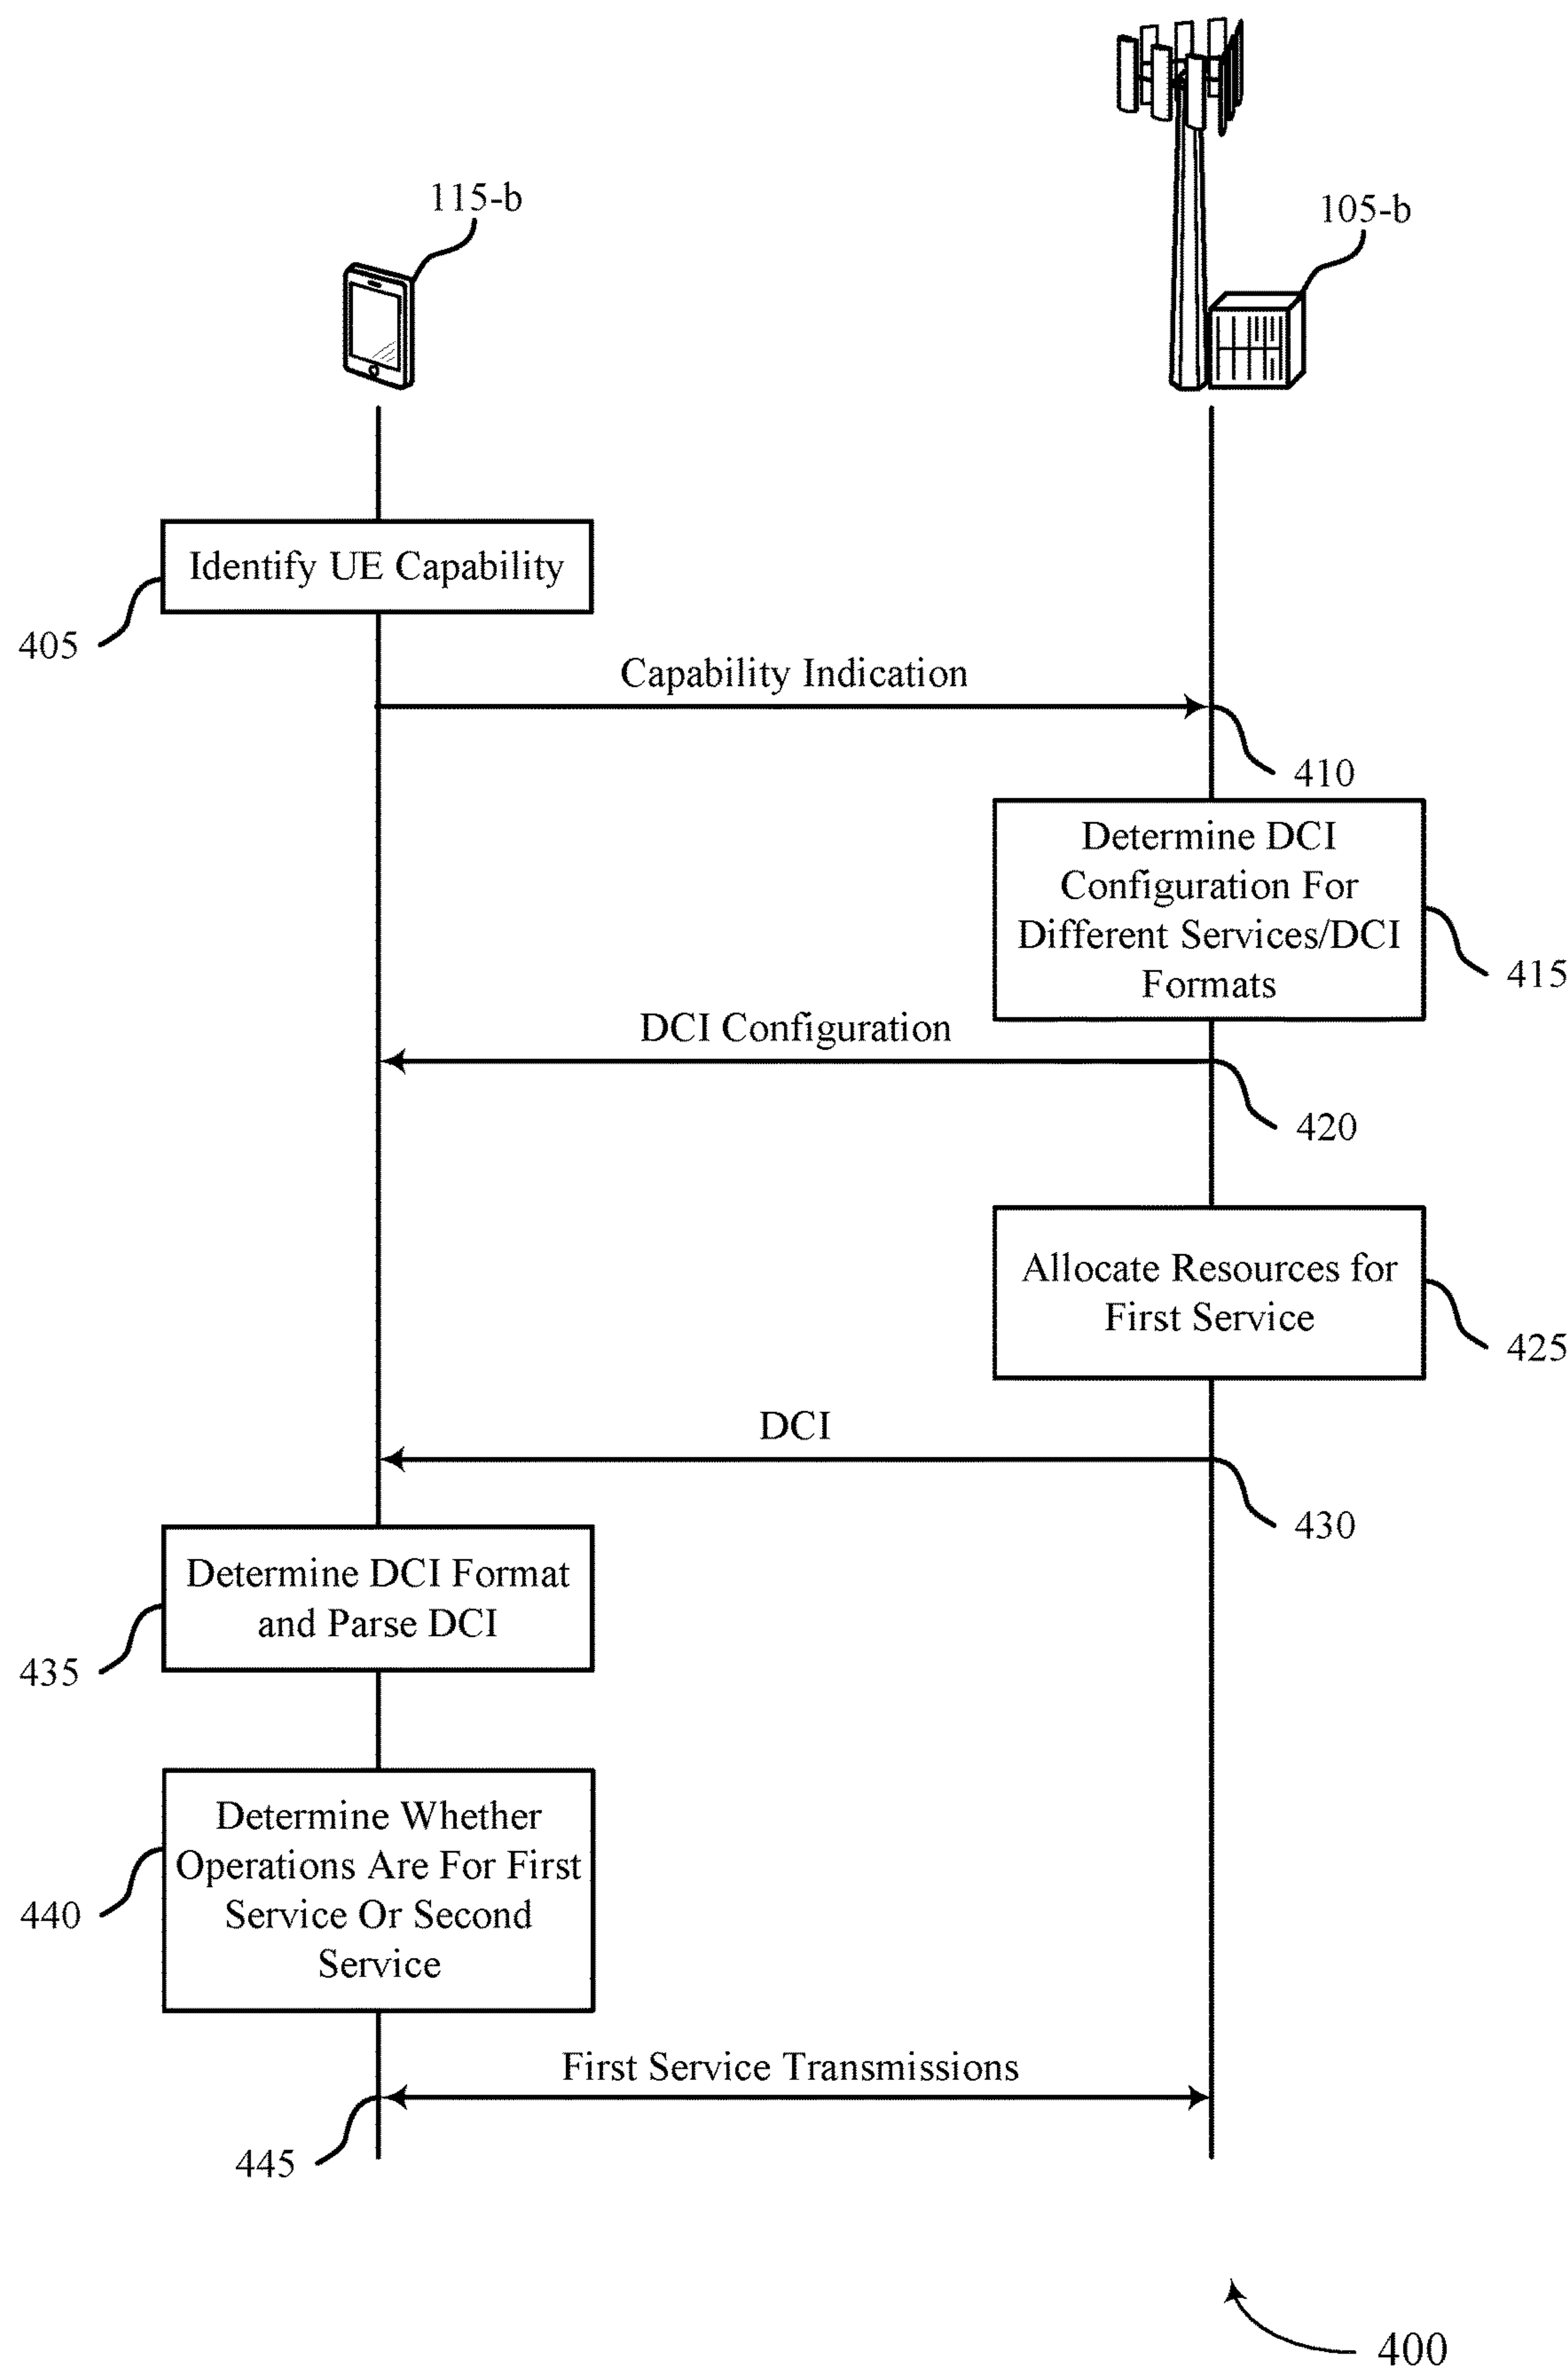 115-b
105-b
Identify UE Capability
405
Capability Indication
410
Determine DCI
Configuration For
Different Services/DCI
Formats
415
DCI Configuration
420
Allocate Resources for
First Service
425
DCI
430
Determine DCI Format
and Parse DCI
435
Determine Whether
Operations Are For First
Service Or Second
Service
440
First Service Transmissions
445
400